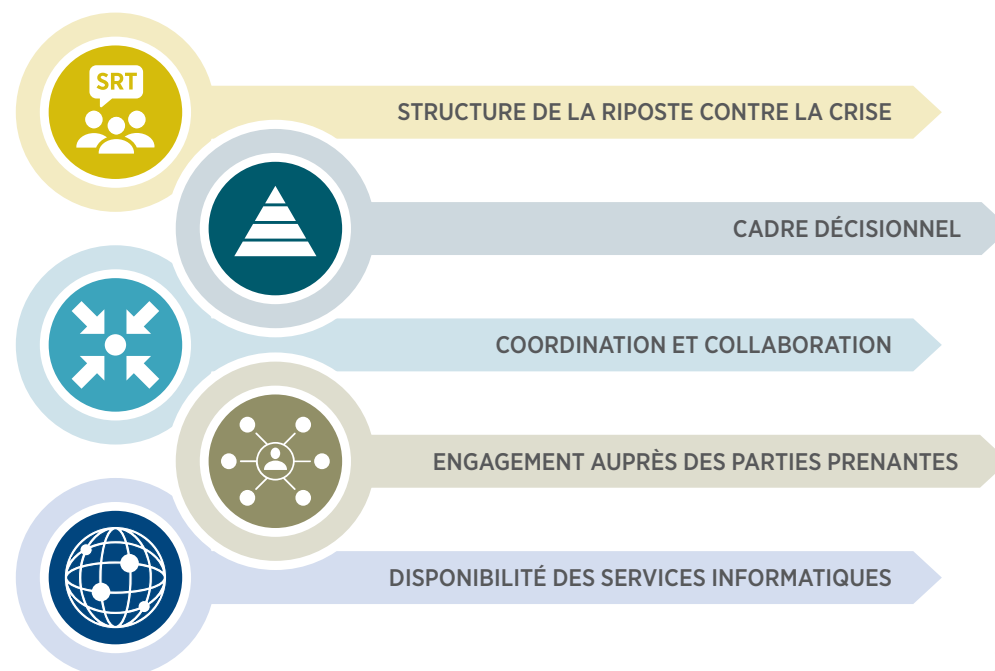 SRT
STRUCTURE DE LA RIPOSTE CONTRE LA CRISE
CADRE DÉCISIONNEL
COORDINATION ET COLLABORATION
ENGAGEMENT AUPRÈS DES PARTIES PRENANTES
DISPONIBILITÉ DES SERVICES INFORMATIQUES